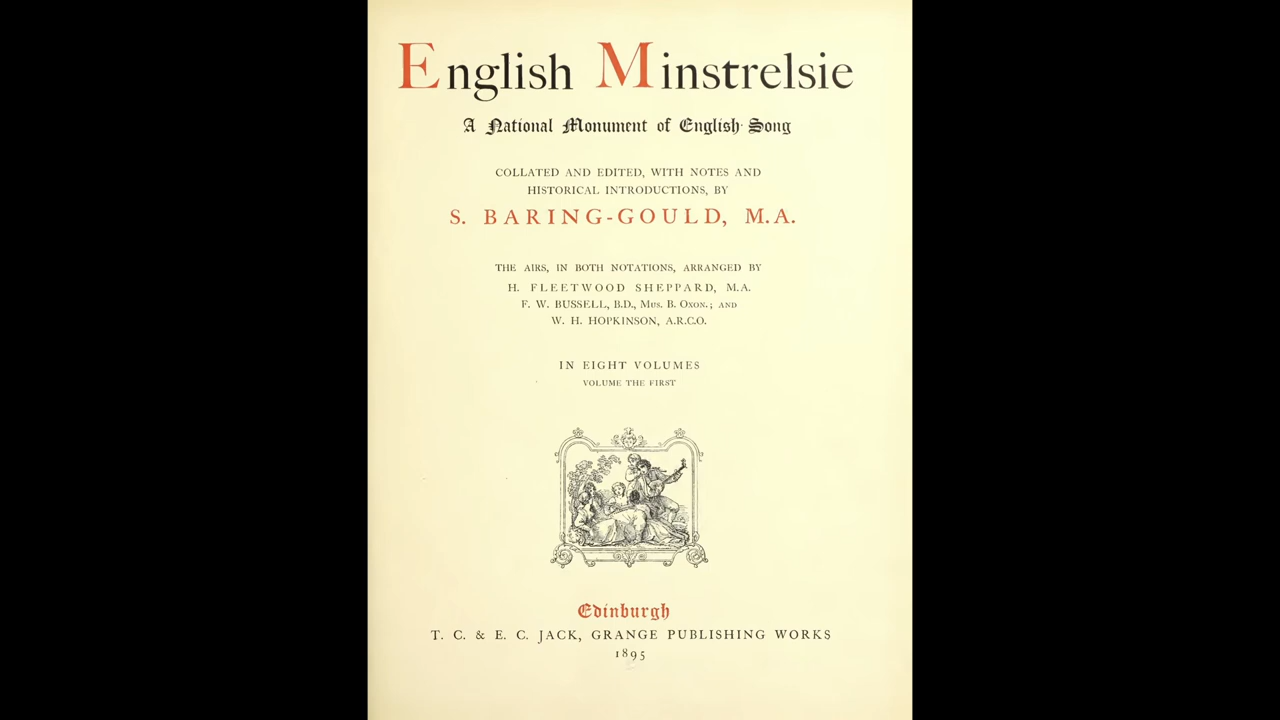 English Minstrelsie
A National Monument of English Song
COLLATED AND EDITED, WITH NOTES AND
HISTORICAL INTRODUCTIONS, BY
S. BARING-GOULD, M.A.
THE AIRS, IN BOTH NOTATIONS, ARRANGED BY
H. FLEETWOOD SHEPPARD, M.A.
F. W. BUSSELL, B.D., Mus. B. Oxon.; AND
W. H. HOPKINSON, A.R.C.O.
IN EIGHT VOLUMES
VOLUME THE FIRST
Edinburgh
T. C. & E. C. JACK, GRANGE PUBLISHING WORKS
1895